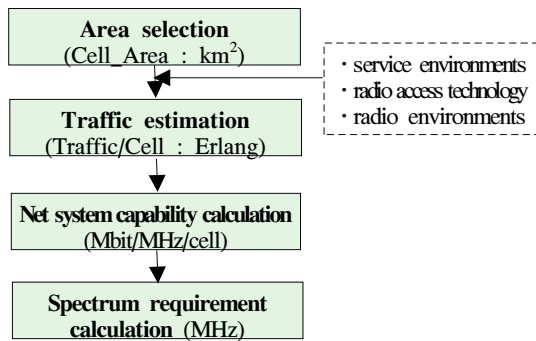 Area selection
(Cell_Area : km²)
· service environments
· radio access technology
· radio environments
Traffic estimation
(Traffic/Cell : Erlang)
Net system capability calculation
(Mbit/MHz/cell)
Spectrum requirement
calculation (MHz)